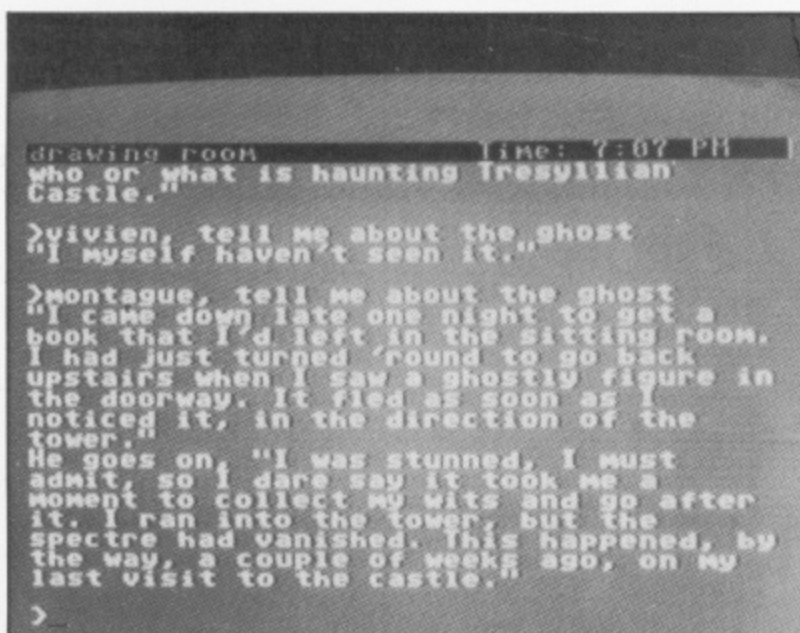 drawing room Time: 7:07 PM
who or what is haunting Tresyllian
Castle."
>vivien, tell me about the ghost
"I myself haven't seen it."
>montague, tell me about the ghost
"I came down late one night to get a
book that I'd left in the sitting room.
I had just turned 'round to go back
upstairs when I saw a ghostly figure in
the doorway. It fled as soon as I
noticed it, in the direction of the
tower."
He goes on, "I was stunned, I must
admit, so I dare say it took me a
moment to collect my wits and go after
it. I ran into the tower, but the
spectre had vanished. This happened, by
the way, a couple of weeks ago, on my
last visit to the castle."
>_